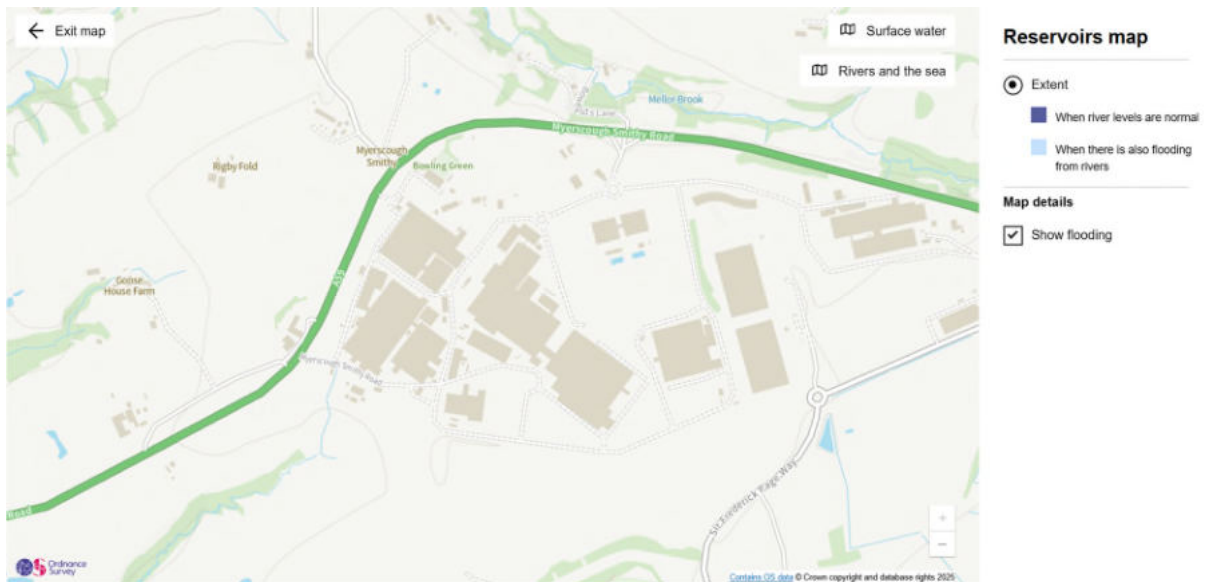 Exit map
Surface water
Rivers and the sea
Mellor Brook
Myerscough Smithy Road
Myerscough
Smithy
Bowling Green
Rigby Fold
A59
Goose
House Farm
Myerscough Smithy Road
Road
Sir Frederick Page Way
+
−
Ordnance
Survey
Contains OS data © Crown copyright and database rights 2025
Reservoirs map
Extent
When river levels are normal
When there is also flooding
from rivers
Map details
Show flooding